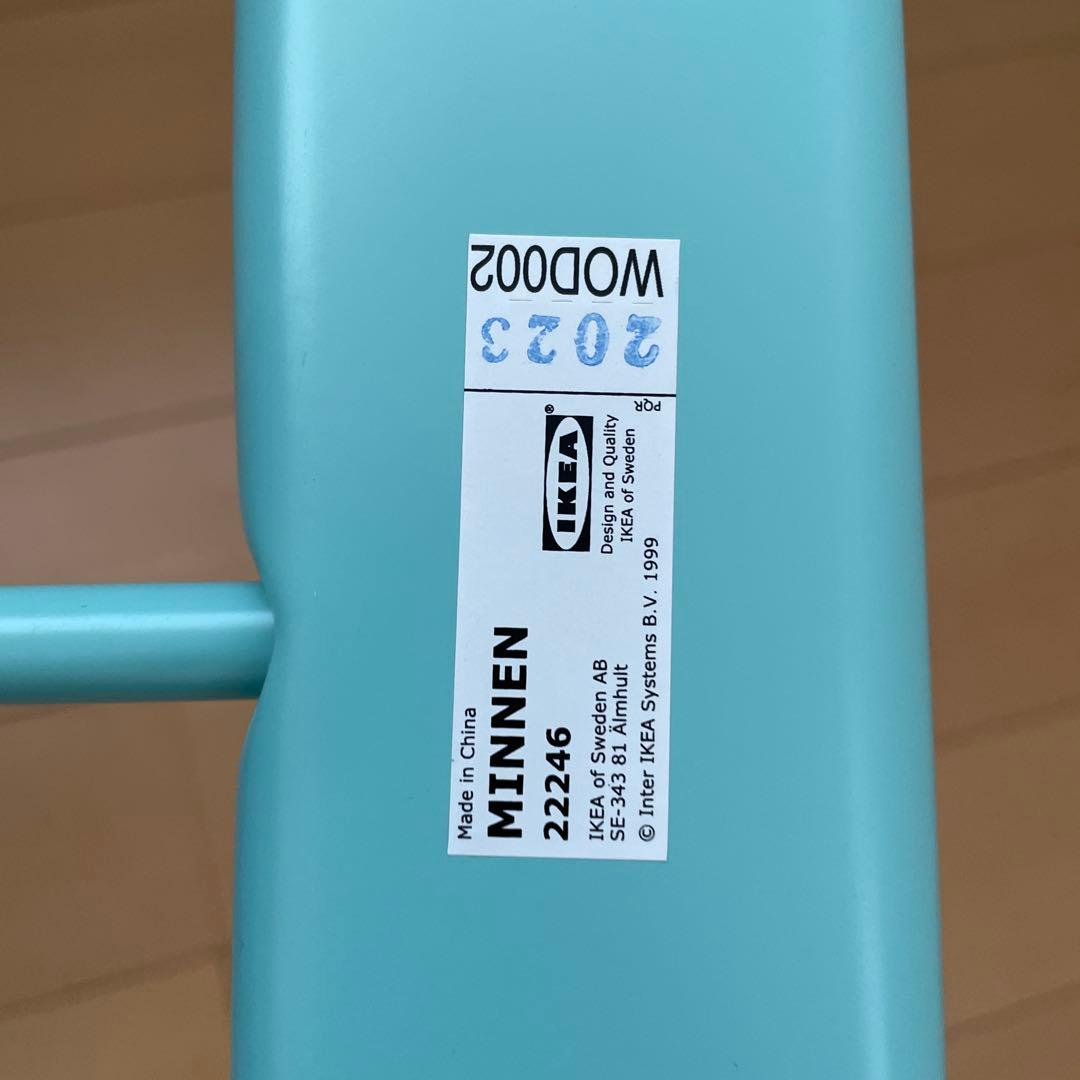 Made in China
MINNEN
22246
IKEA of Sweden AB
SE-343 81 Älmhult
© Inter IKEA Systems B.V. 1999
IKEA®
Design and Quality
IKEA of Sweden
PQR
2023
WOD002